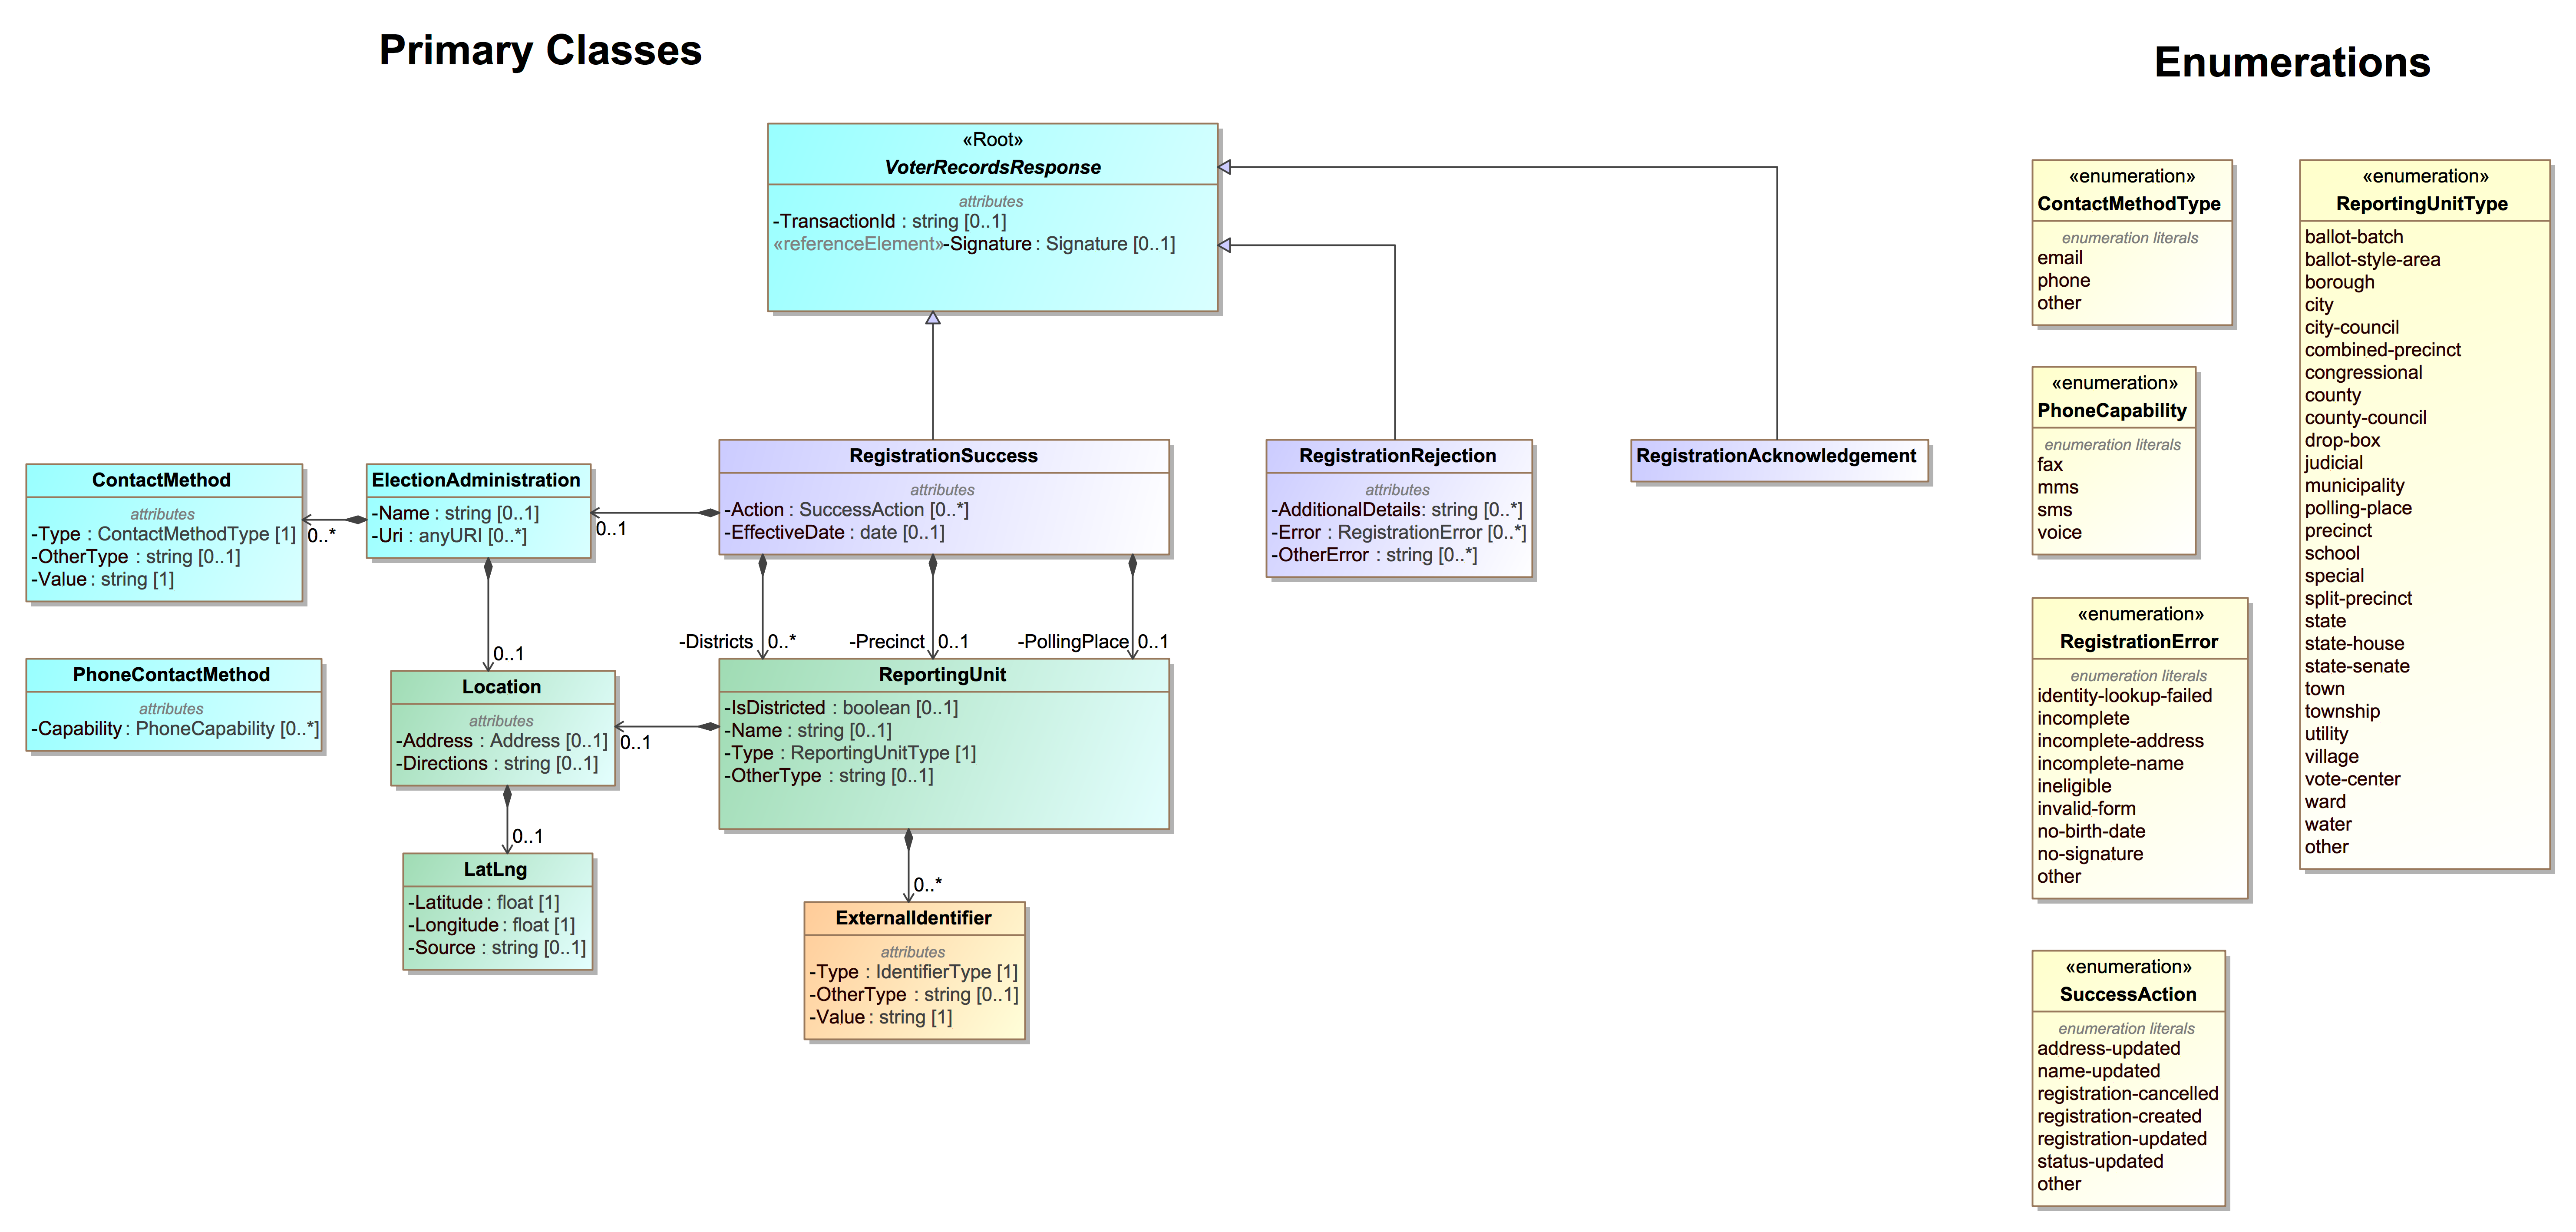 Primary Classes
Enumerations
«Root»
VoterRecordsResponse
attributes
-TransactionId : string [0..1]
«referenceElement»-Signature : Signature [0..1]
ContactMethod
attributes
-Type : ContactMethodType [1]
-OtherType : string [0..1]
-Value : string [1]
0..*
ElectionAdministration
-Name : string [0..1]
-Uri : anyURI [0..*]
0..1
RegistrationSuccess
attributes
-Action : SuccessAction [0..*]
-EffectiveDate : date [0..1]
RegistrationRejection
attributes
-AdditionalDetails: string [0..*]
-Error : RegistrationError [0..*]
-OtherError : string [0..*]
RegistrationAcknowledgement
0..1
-Districts 0..*
-Precinct 0..1
-PollingPlace 0..1
PhoneContactMethod
attributes
-Capability : PhoneCapability [0..*]
Location
attributes
-Address : Address [0..1]
-Directions : string [0..1]
0..1
ReportingUnit
-IsDistricted : boolean [0..1]
-Name : string [0..1]
-Type : ReportingUnitType [1]
-OtherType : string [0..1]
0..1
LatLng
-Latitude : float [1]
-Longitude : float [1]
-Source : string [0..1]
0..*
ExternalIdentifier
attributes
-Type : IdentifierType [1]
-OtherType : string [0..1]
-Value : string [1]
«enumeration»
ContactMethodType
enumeration literals
email
phone
other
«enumeration»
PhoneCapability
enumeration literals
fax
mms
sms
voice
«enumeration»
RegistrationError
enumeration literals
identity-lookup-failed
incomplete
incomplete-address
incomplete-name
ineligible
invalid-form
no-birth-date
no-signature
other
«enumeration»
SuccessAction
enumeration literals
address-updated
name-updated
registration-cancelled
registration-created
registration-updated
status-updated
other
«enumeration»
ReportingUnitType
ballot-batch
ballot-style-area
borough
city
city-council
combined-precinct
congressional
county
county-council
drop-box
judicial
municipality
polling-place
precinct
school
special
split-precinct
state
state-house
state-senate
town
township
utility
village
vote-center
ward
water
other